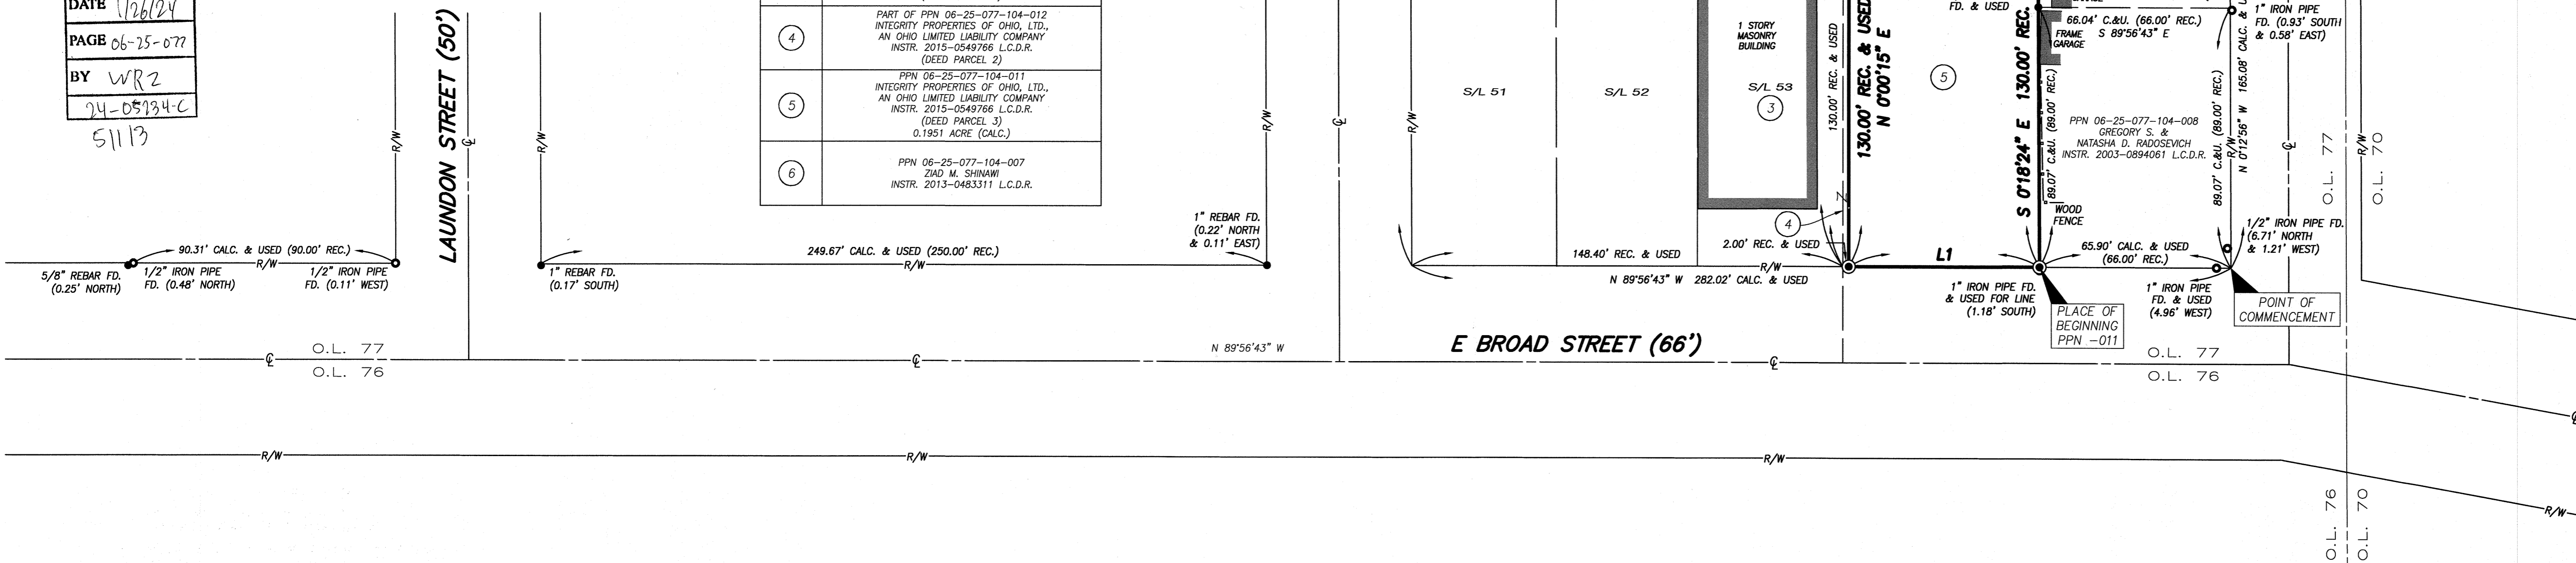 DATE 1/26/24
PAGE 06-25-077
BY WRZ
24-05234-C
51113
LAUNDON STREET (50')
R/W
℄
R/W
4
PART OF PPN 06-25-077-104-012
INTEGRITY PROPERTIES OF OHIO, LTD.,
AN OHIO LIMITED LIABILITY COMPANY
INSTR. 2015-0549766 L.C.D.R.
(DEED PARCEL 2)
5
PPN 06-25-077-104-011
INTEGRITY PROPERTIES OF OHIO, LTD.,
AN OHIO LIMITED LIABILITY COMPANY
INSTR. 2015-0549766 L.C.D.R.
(DEED PARCEL 3)
0.1951 ACRE (CALC.)
6
PPN 06-25-077-104-007
ZIAD M. SHINAWI
INSTR. 2013-0483311 L.C.D.R.
R/W
℄
R/W
S/L 51
S/L 52
1 STORY
MASONRY
BUILDING
S/L 53
3
4
130.00' REC. & USED
130.00' REC. & USED
N 0°00'15" E
FD. & USED
5
S 0°18'24" E 130.00' REC.
FRAME
GARAGE
66.04' C.&U. (66.00' REC.)
S 89°56'43" E
1" IRON PIPE
FD. (0.93' SOUTH
& 0.58' EAST)
89.07' C.&U. (89.00' REC.)
PPN 06-25-077-104-008
GREGORY S. &
NATASHA D. RADOSEVICH
INSTR. 2003-0894061 L.C.D.R.
WOOD
FENCE
89.07' C.&U. (89.00' REC.)
R/W
N 0°12'56" W 165.08' CALC. & U
℄
O.L. 77
R/W
O.L. 70
90.31' CALC. & USED (90.00' REC.)
R/W
5/8" REBAR FD.
(0.25' NORTH)
1/2" IRON PIPE
FD. (0.48' NORTH)
1/2" IRON PIPE
FD. (0.11' WEST)
1" REBAR FD.
(0.17' SOUTH)
249.67' CALC. & USED (250.00' REC.)
R/W
1" REBAR FD.
(0.22' NORTH
& 0.11' EAST)
148.40' REC. & USED
2.00' REC. & USED
R/W
N 89°56'43" W 282.02' CALC. & USED
L1
65.90' CALC. & USED
(66.00' REC.)
1/2" IRON PIPE FD.
(6.71' NORTH
& 1.21' WEST)
1" IRON PIPE FD.
& USED FOR LINE
(1.18' SOUTH)
PLACE OF
BEGINNING
PPN -011
1" IRON PIPE
FD. & USED
(4.96' WEST)
POINT OF
COMMENCEMENT
O.L. 77
℄
O.L. 76
℄
N 89°56'43" W
E BROAD STREET (66')
℄
O.L. 77
O.L. 76
R/W
R/W
R/W
O.L. 76
O.L. 70
R/W